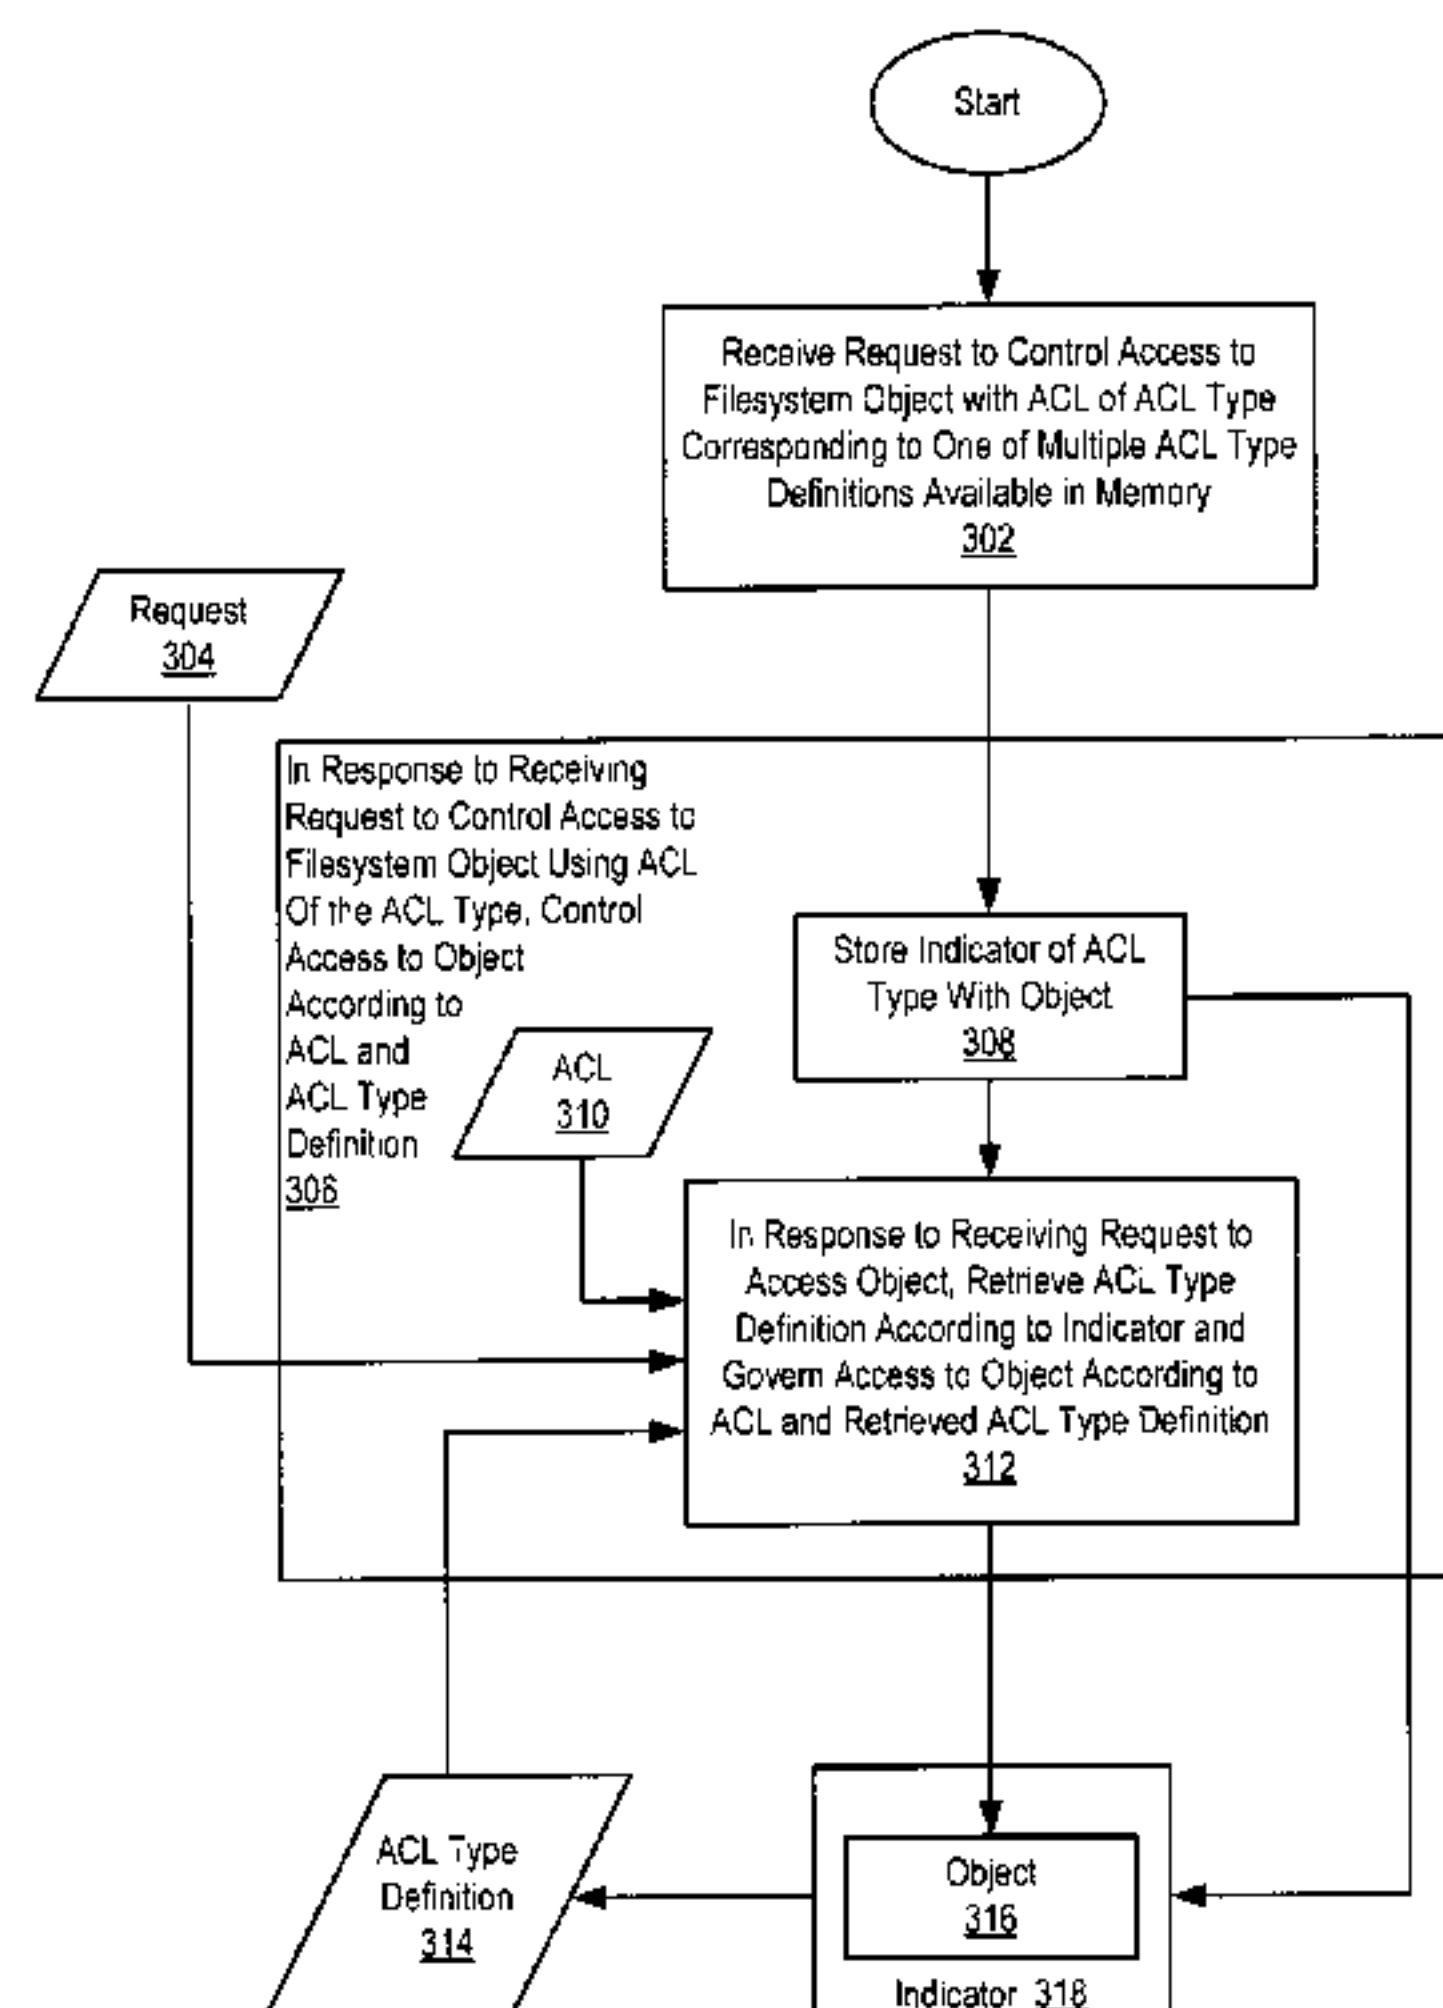 Start
Receive Request to Control Access to
Filesystem Object with ACL of ACL Type
Corresponding to One of Multiple ACL Type
Definitions Available in Memory
302
Request
304
In Response to Receiving
Request to Control Access to
Filesystem Object Using ACL
Of the ACL Type, Control
Access to Object
According to
ACL and
ACL Type
Definition
306
Store Indicator of ACL
Type With Object
308
ACL
310
In Response to Receiving Request to
Access Object, Retrieve ACL Type
Definition According to Indicator and
Govern Access to Object According to
ACL and Retrieved ACL Type Definition
312
ACL Type
Definition
314
Object
316
Indicator 318